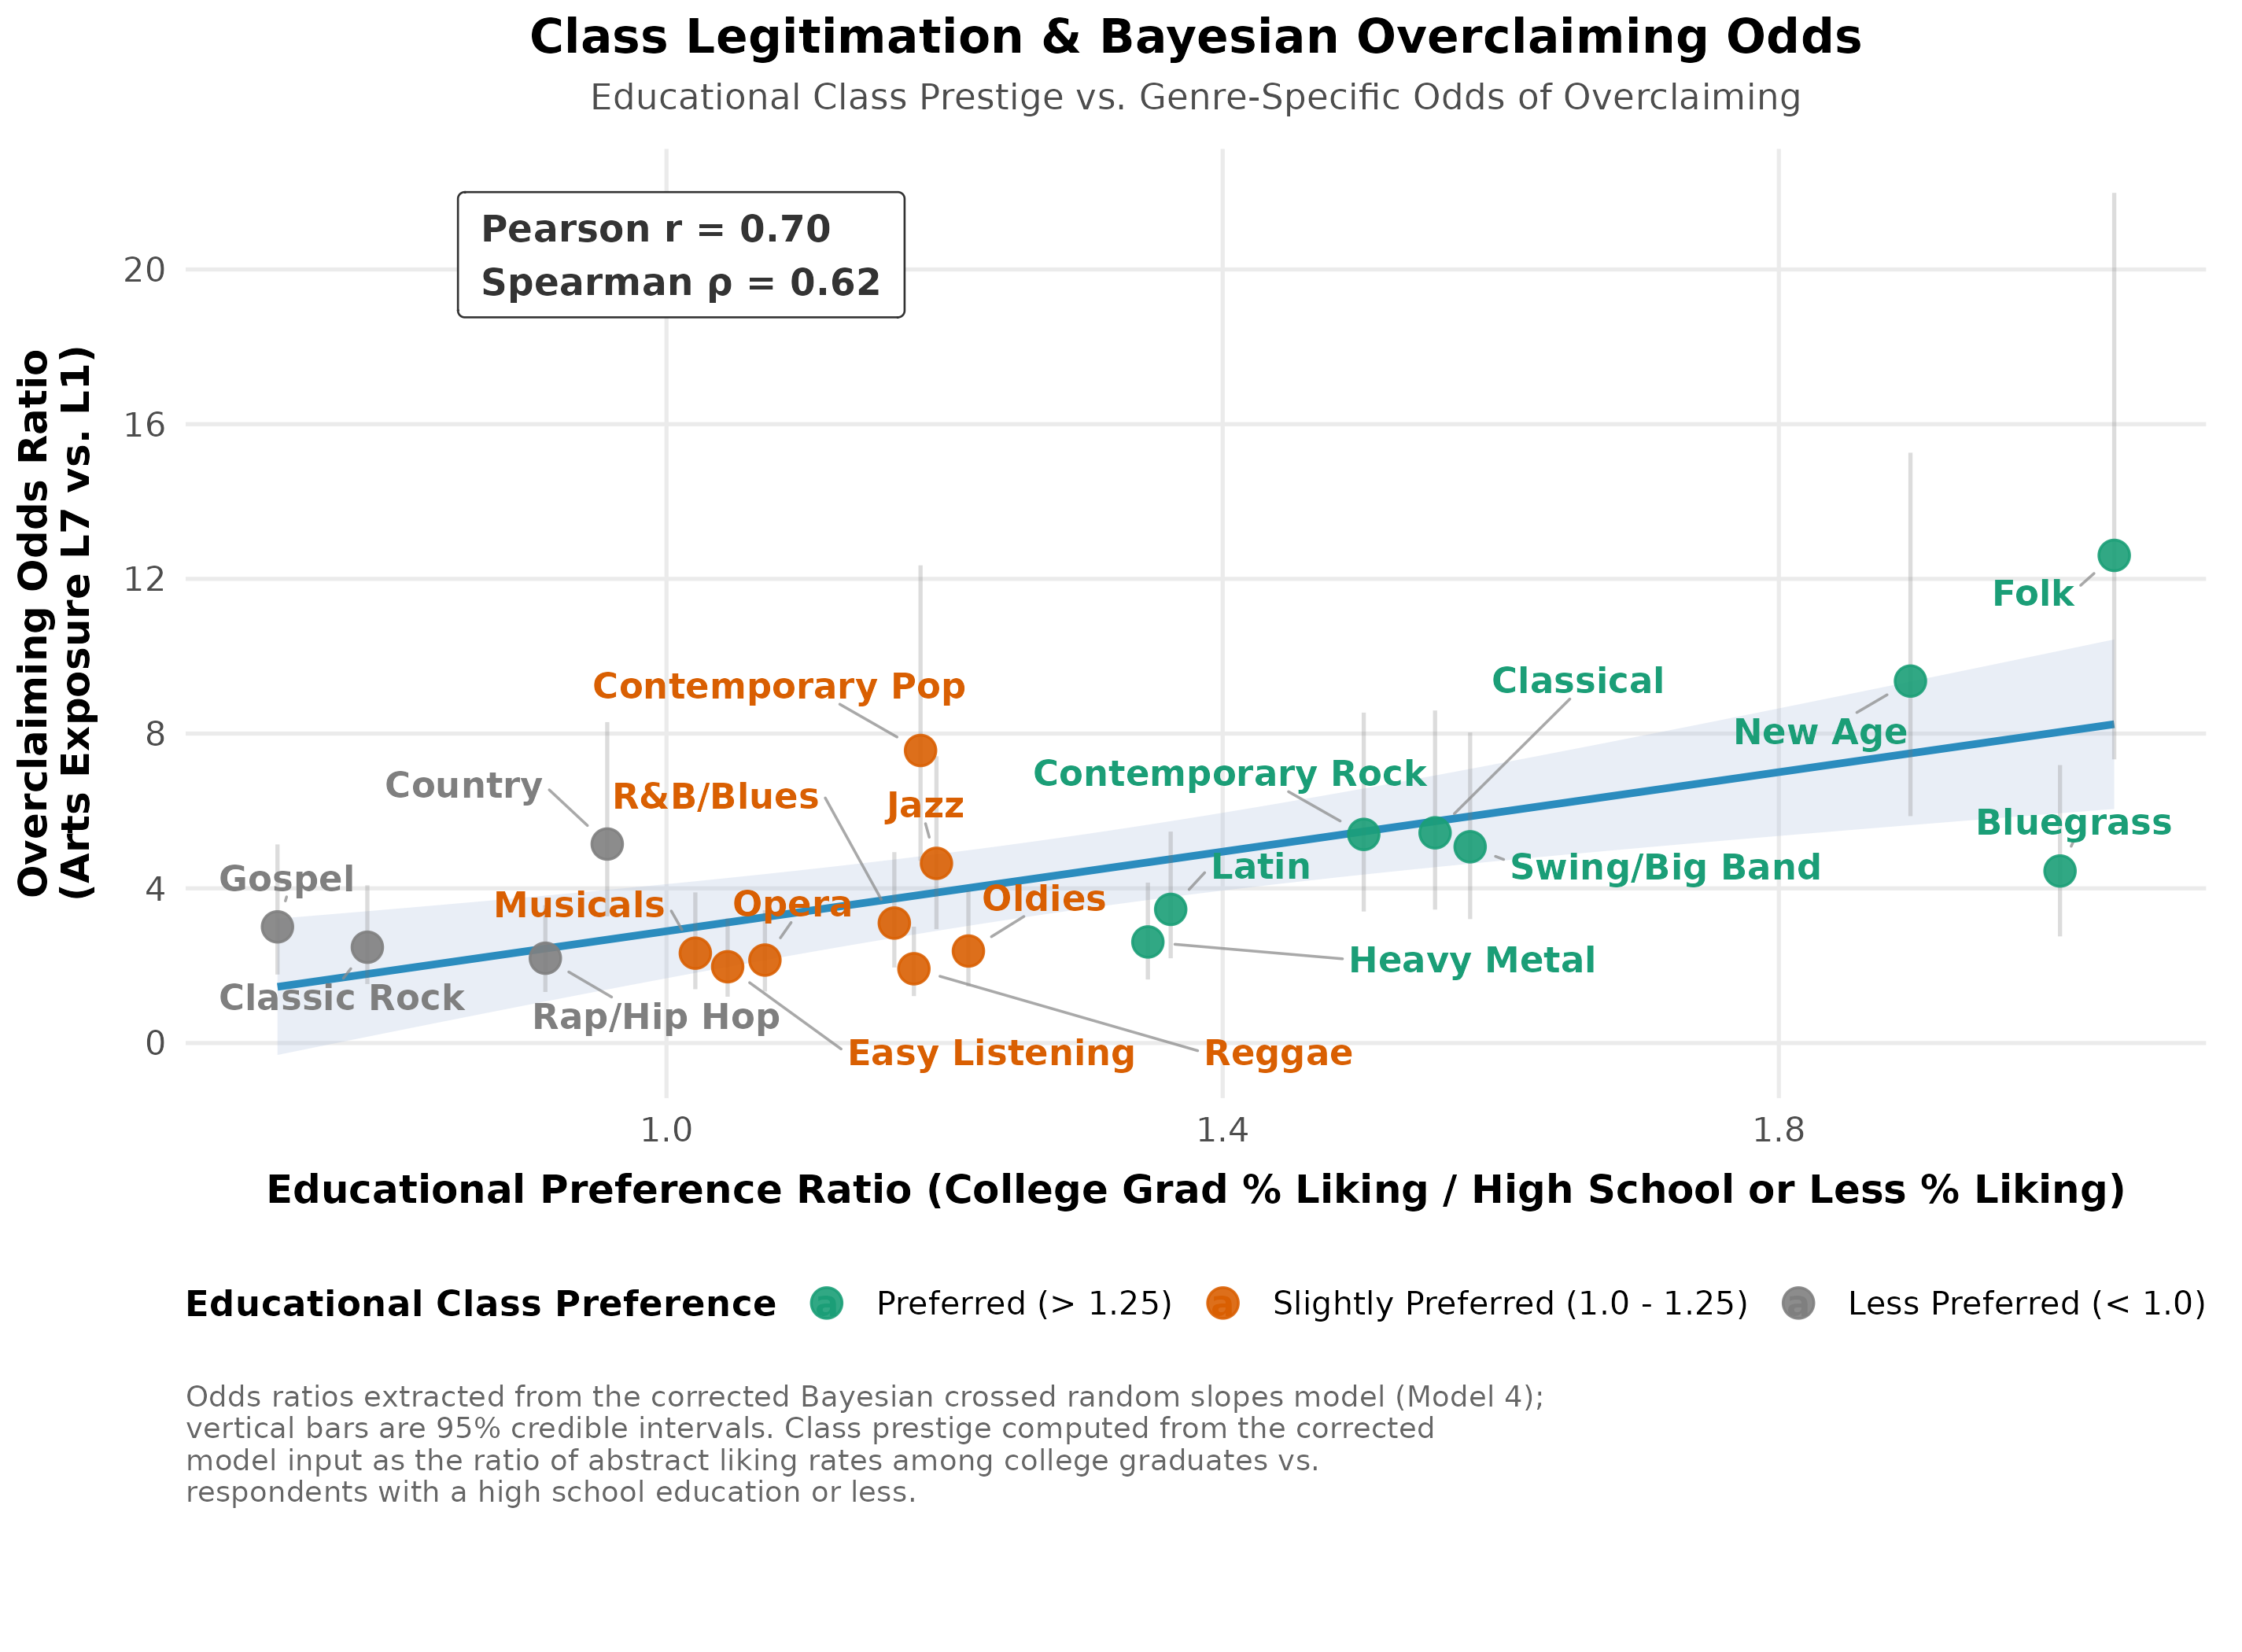 Class Legitimation & Bayesian Overclaiming Odds
Educational Class Prestige vs. Genre-Specific Odds of Overclaiming
Pearson r = 0.70
Spearman ρ = 0.62
Overclaiming Odds Ratio
(Arts Exposure L7 vs. L1)
20
16
12
8
4
0
Folk
Contemporary Pop
Classical
New Age
Country
R&B/Blues
Jazz
Contemporary Rock
Bluegrass
Gospel
Musicals
Opera
Oldies
Latin
Swing/Big Band
Classic Rock
Rap/Hip Hop
Heavy Metal
Easy Listening
Reggae
1.0
1.4
1.8
Educational Preference Ratio (College Grad % Liking / High School or Less % Liking)
Educational Class Preference a Preferred (> 1.25) a Slightly Preferred (1.0 - 1.25) a Less Preferred (< 1.0)
Odds ratios extracted from the corrected Bayesian crossed random slopes model (Model 4);
vertical bars are 95% credible intervals. Class prestige computed from the corrected
model input as the ratio of abstract liking rates among college graduates vs.
respondents with a high school education or less.